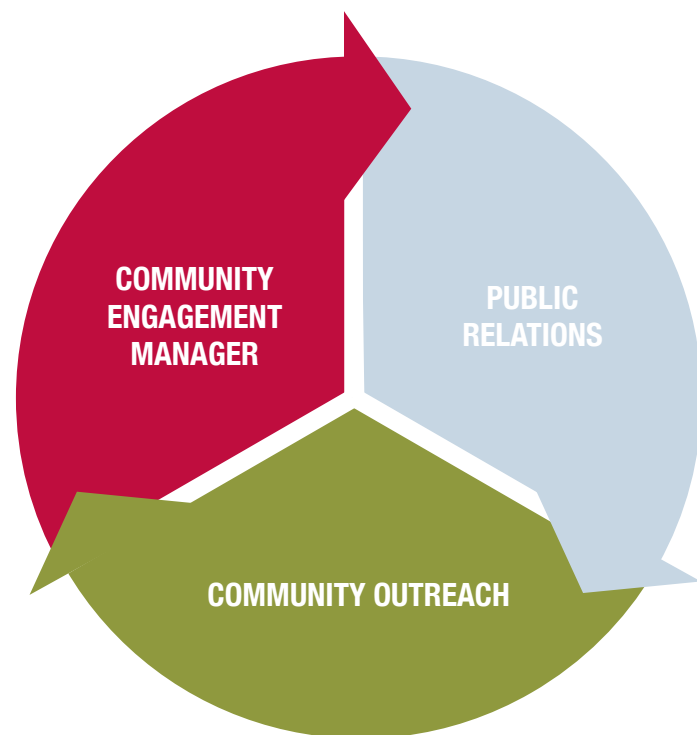 COMMUNITY
ENGAGEMENT
MANAGER
PUBLIC
RELATIONS
COMMUNITY OUTREACH